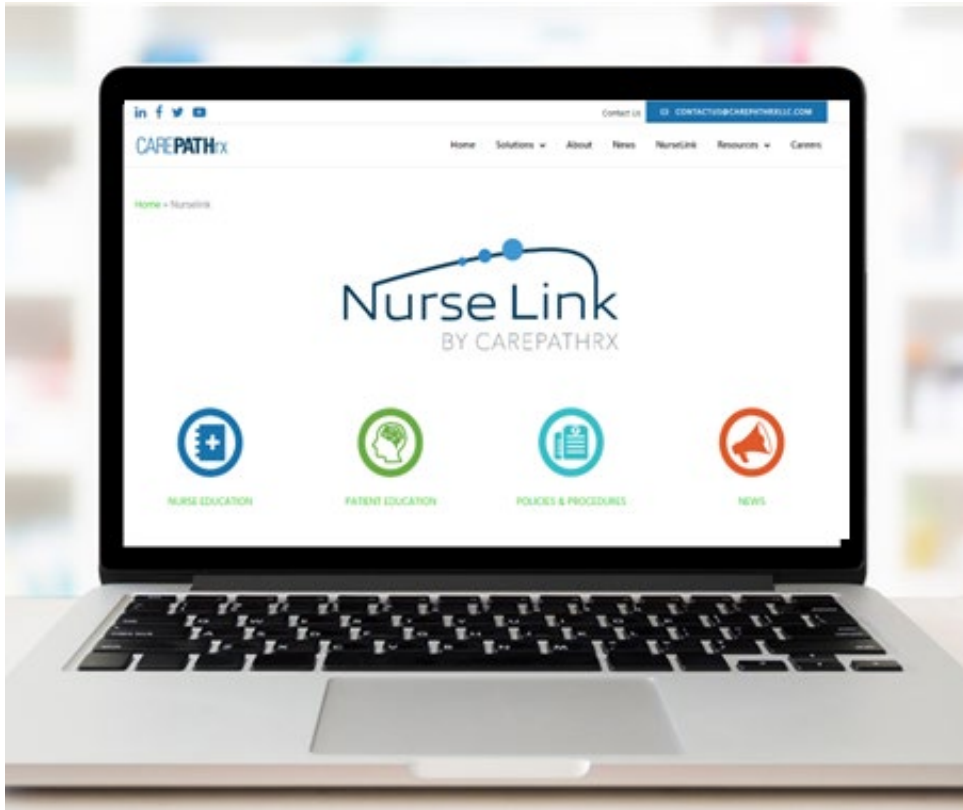 in f
Contact Us CONTACTUS@CAREPATHRXLLC.COM
CAREPATHrx
Home Solutions About News NurseLink Resources Careers
Home » Nurselink
Nurse Link
BY CAREPATHRX
NURSE EDUCATION PATIENT EDUCATION POLICIES & PROCEDURES NEWS